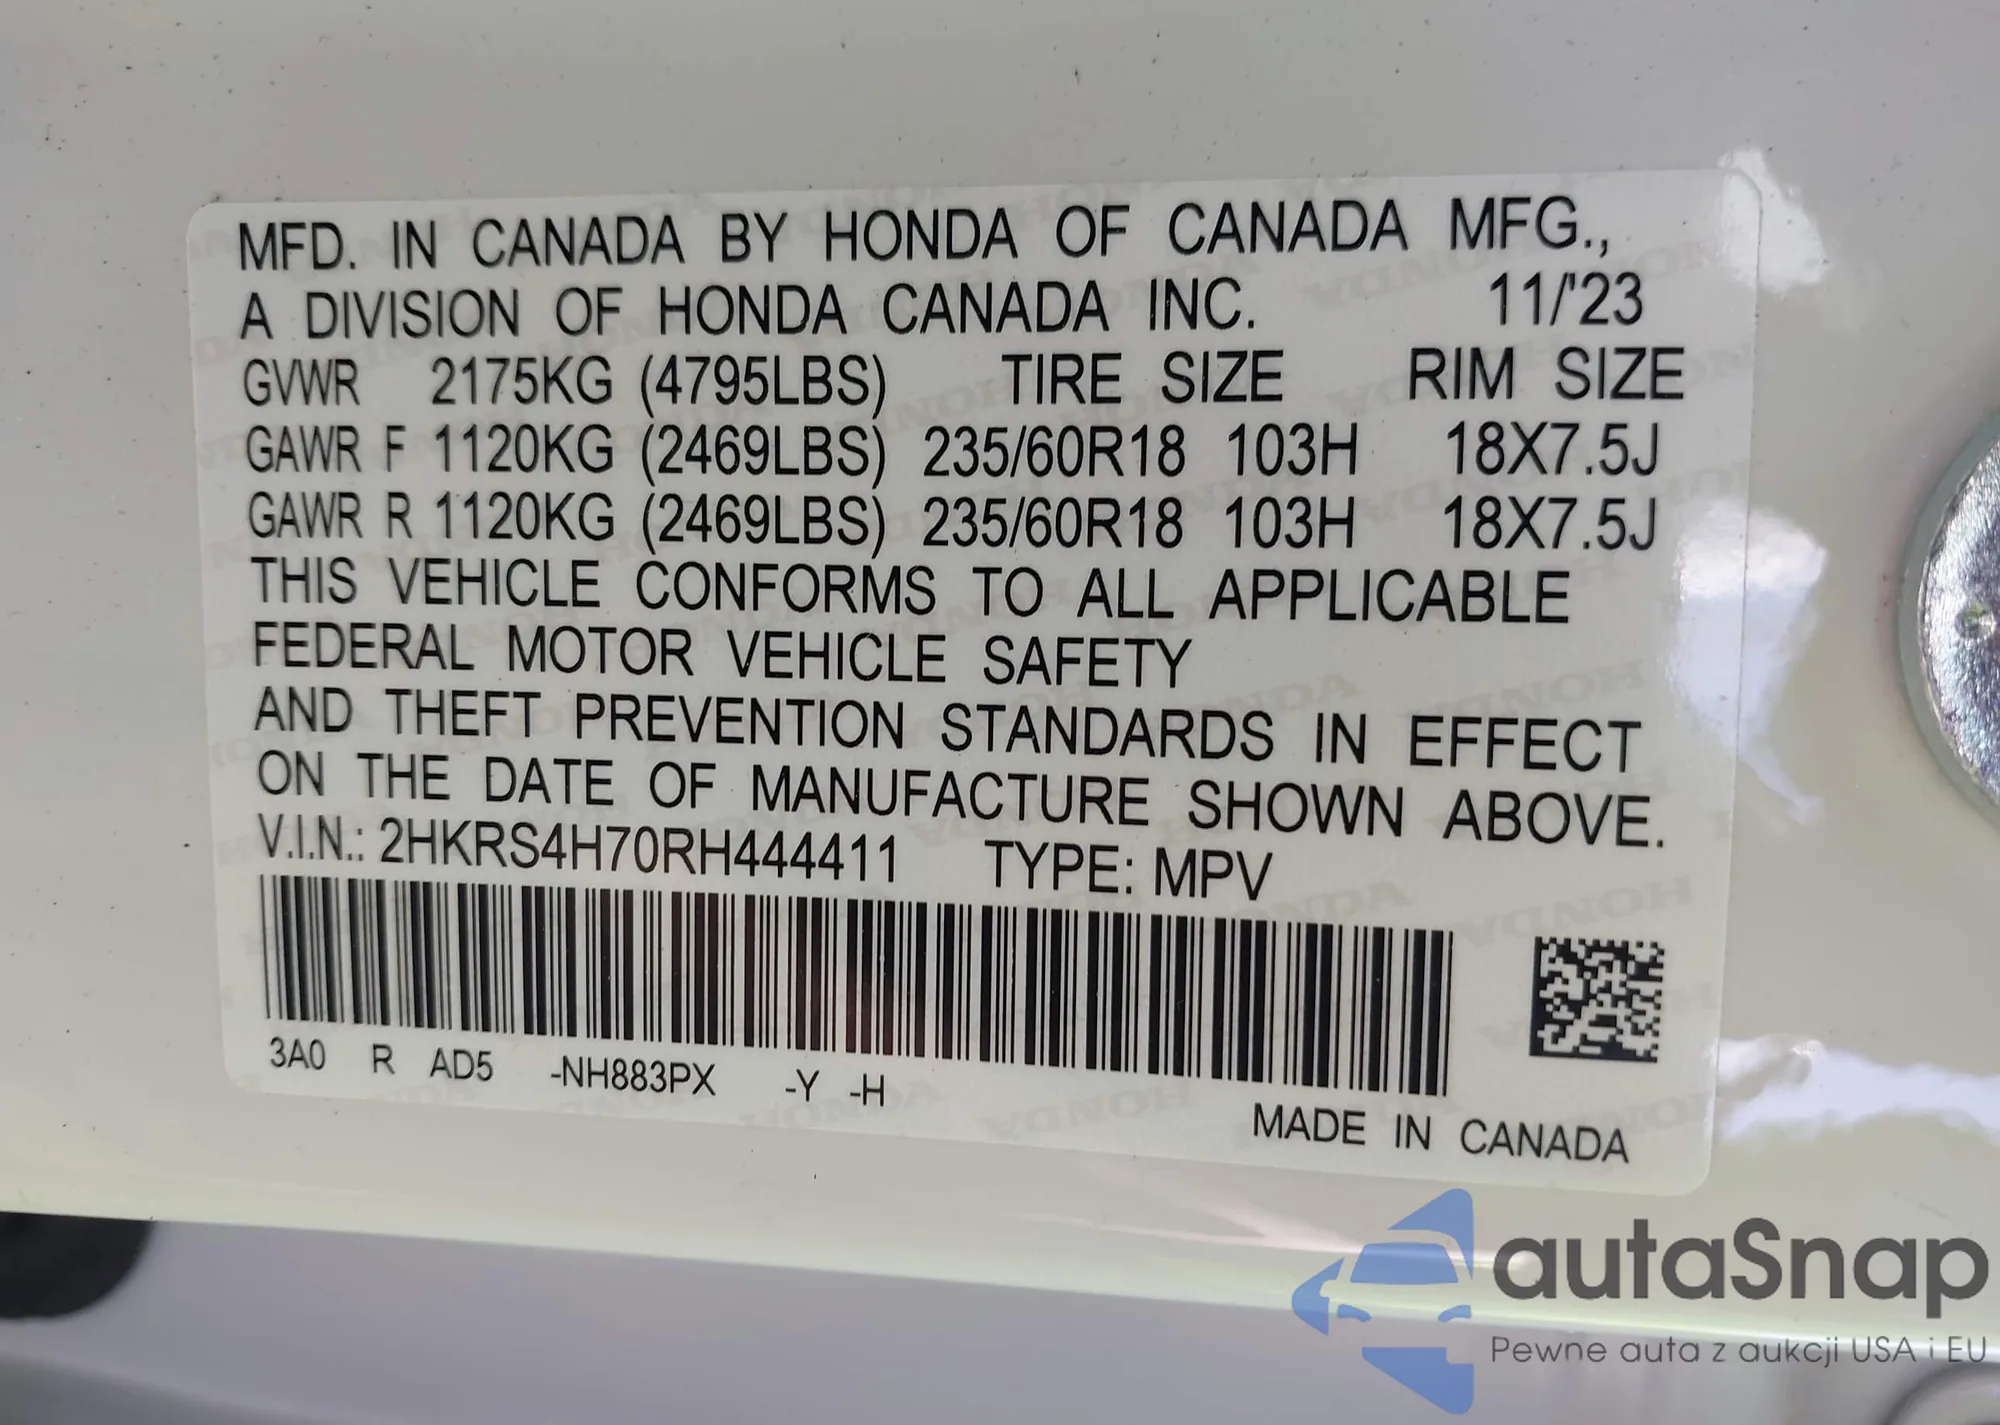 MFD. IN CANADA BY HONDA OF CANADA MFG.,
A DIVISION OF HONDA CANADA INC. 11/'23
GVWR 2175KG (4795LBS) TIRE SIZE RIM SIZE
GAWR F 1120KG (2469LBS) 235/60R18 103H 18X7.5J
GAWR R 1120KG (2469LBS) 235/60R18 103H 18X7.5J
THIS VEHICLE CONFORMS TO ALL APPLICABLE
FEDERAL MOTOR VEHICLE SAFETY
AND THEFT PREVENTION STANDARDS IN EFFECT
ON THE DATE OF MANUFACTURE SHOWN ABOVE.
V.I.N.: 2HKRS4H70RH444411 TYPE: MPV
3A0 R AD5 -NH883PX -Y -H
MADE IN CANADA
autaSnap
Pewne auta z aukcji USA i EU